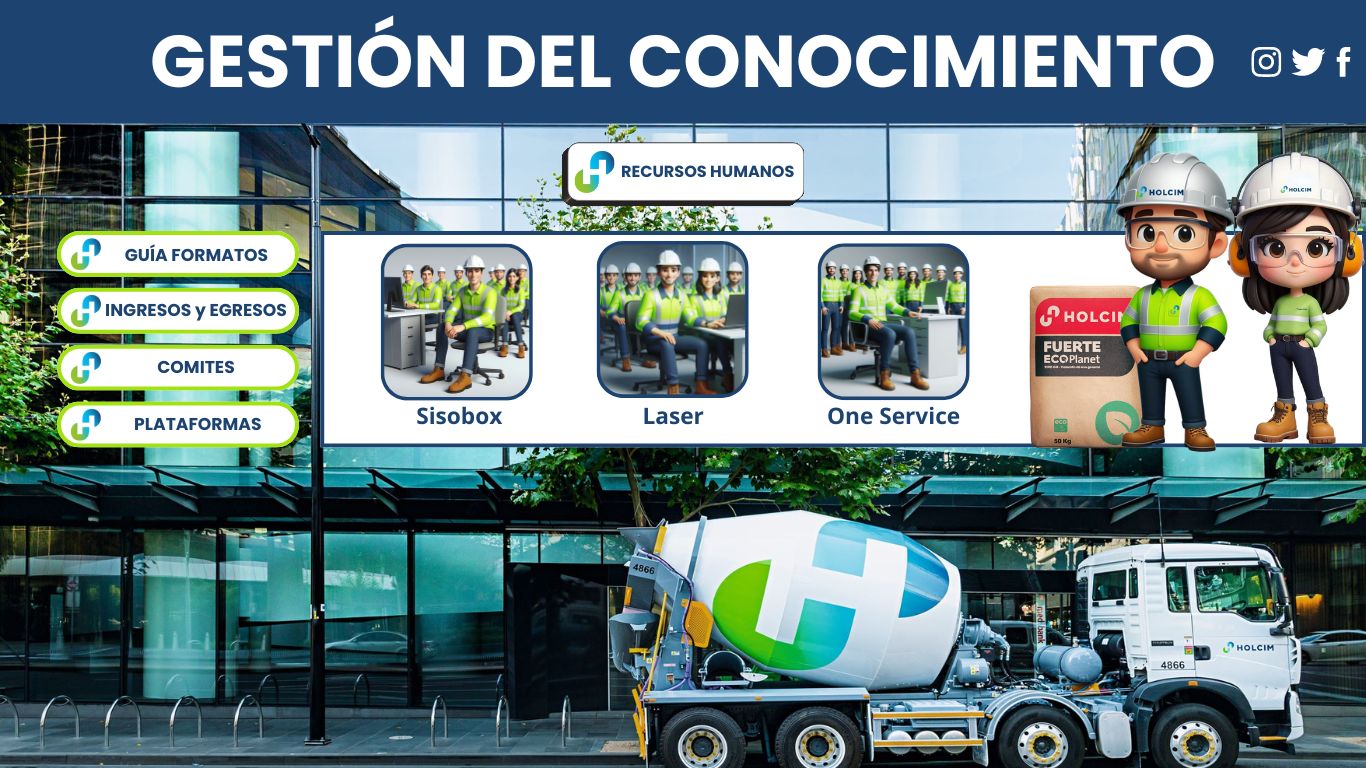 GESTIÓN DEL CONOCIMIENTO
RECURSOS HUMANOS
GUÍA FORMATOS
INGRESOS y EGRESOS
COMITES
PLATAFORMAS
Sisobox
Laser
One Service
HOLCIM
HOLCIM
HOLCIM
FUERTE
ECOPlanet
eco
50 Kg
4866
4866
HOLCIM